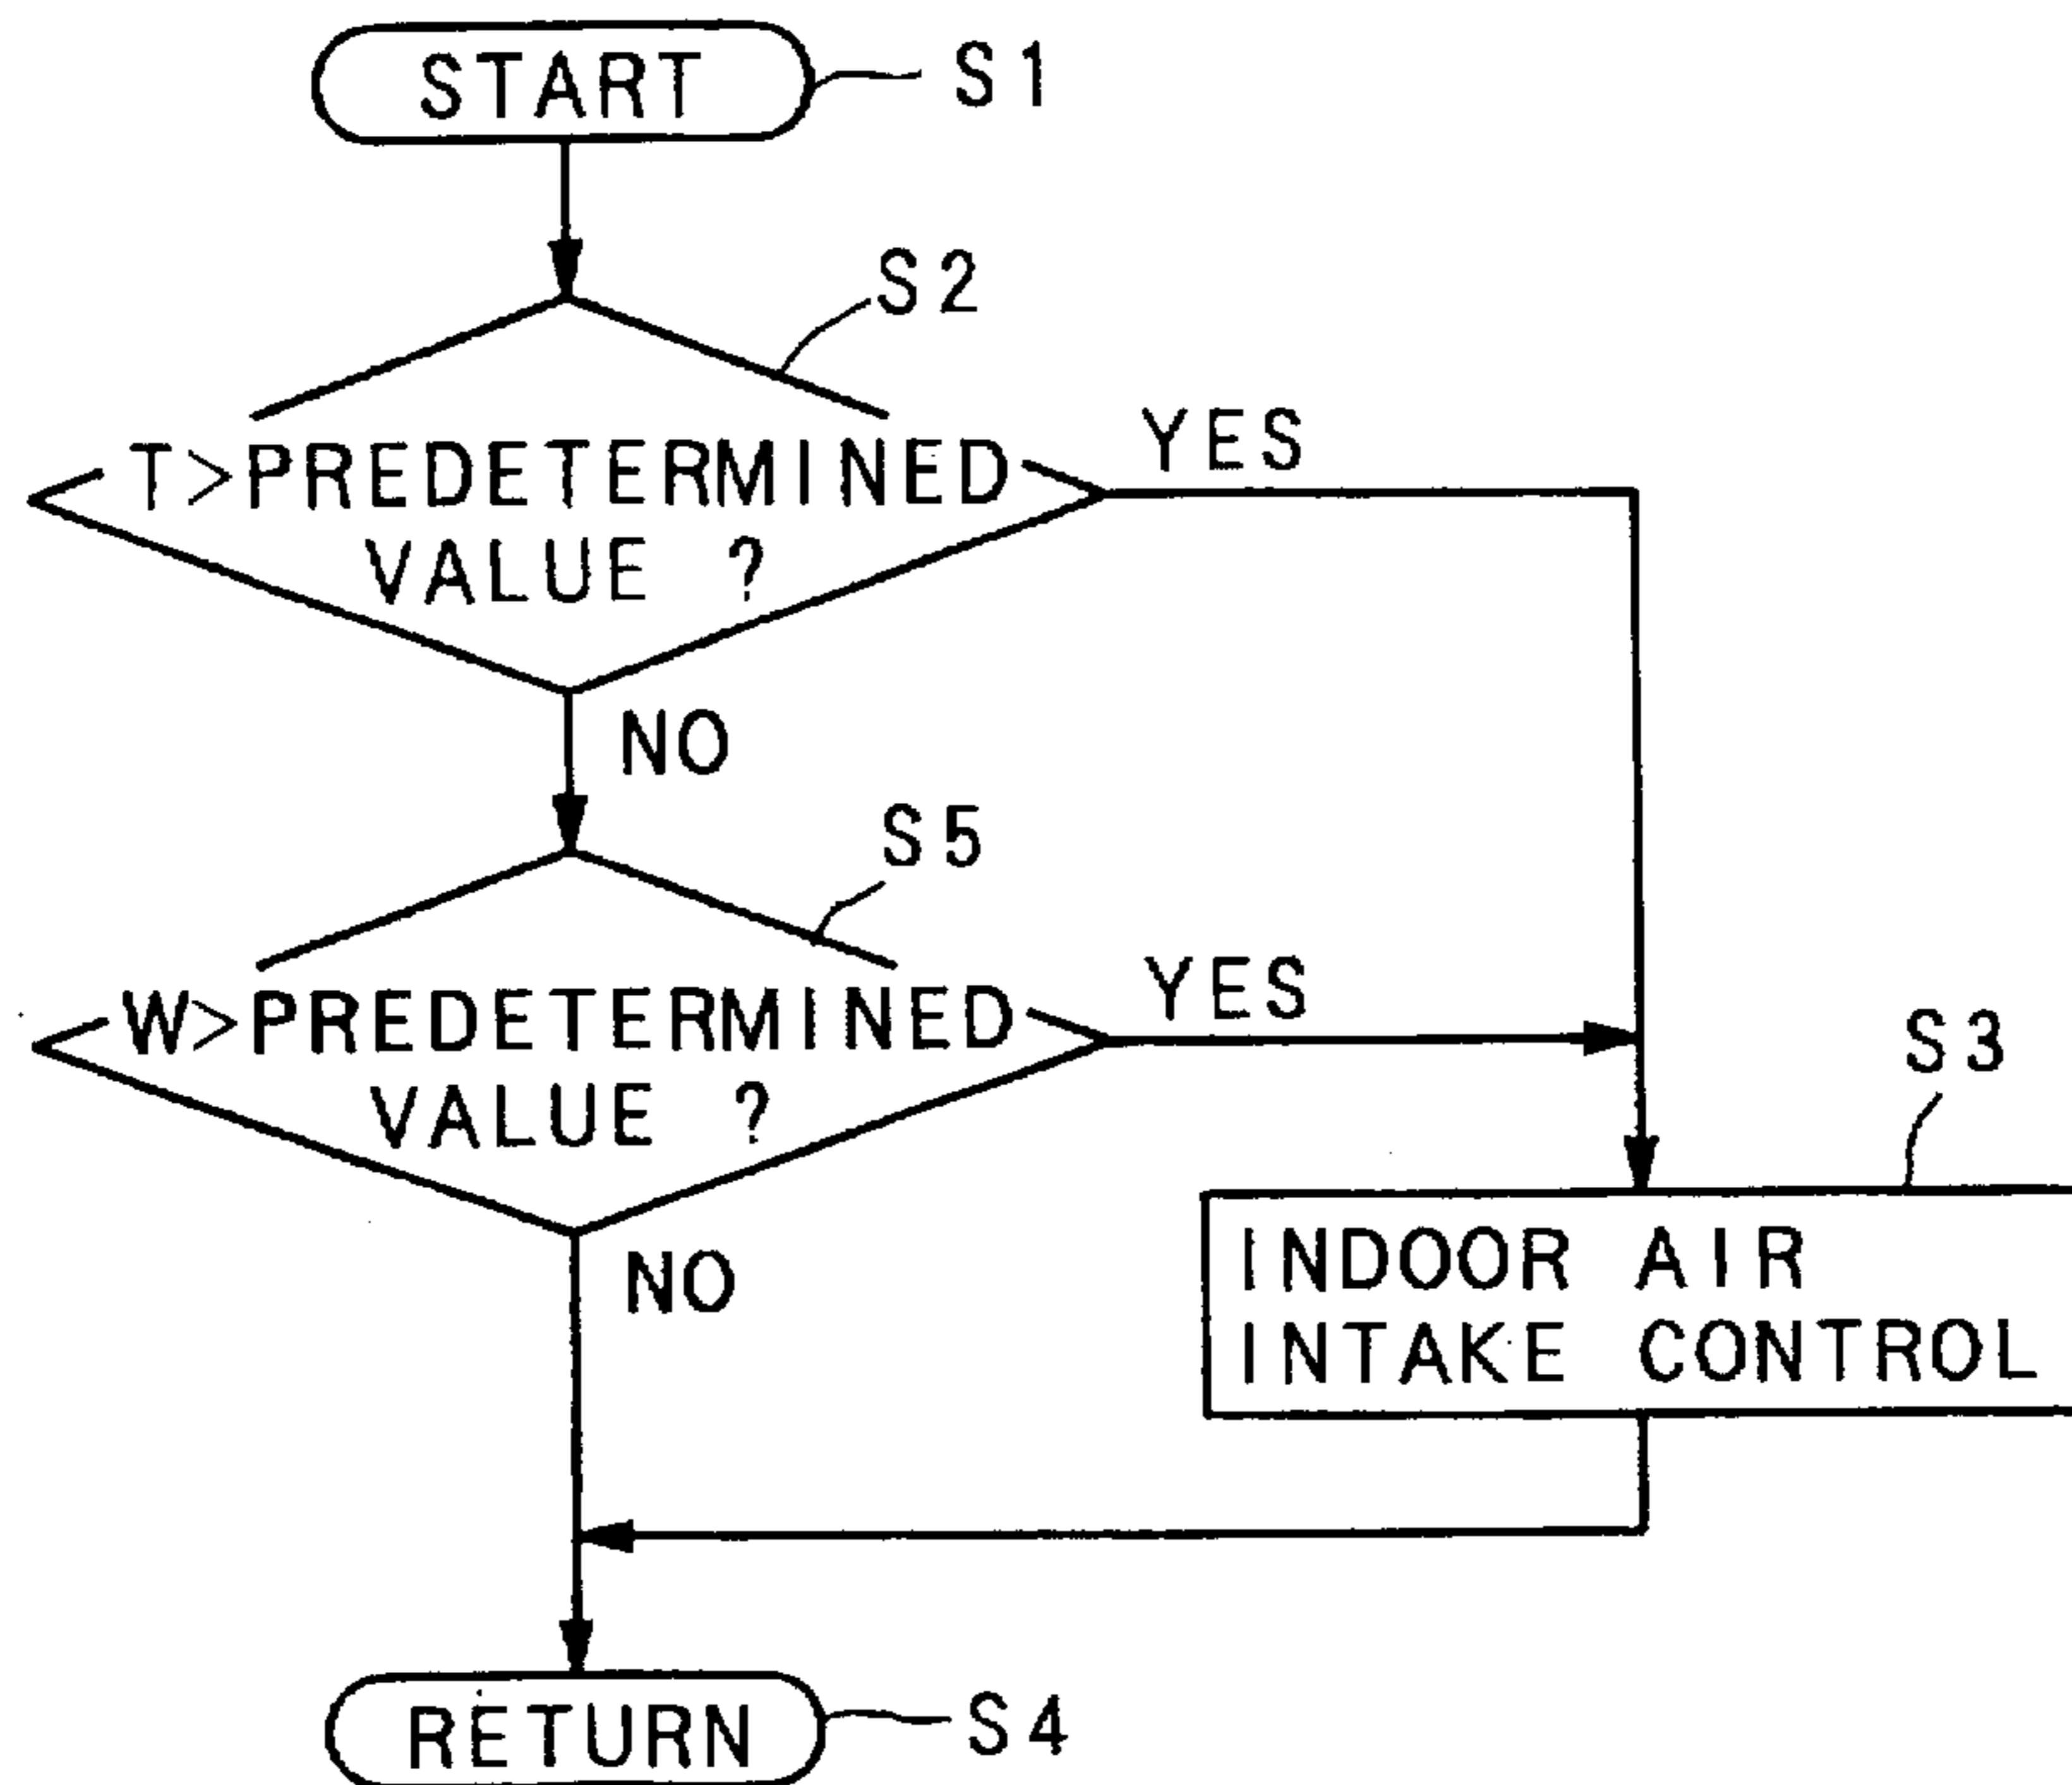 START
S1
S2
T>PREDETERMINED
VALUE ?
YES
NO
S5
W>PREDETERMINED
VALUE ?
YES
NO
S3
INDOOR AIR
INTAKE CONTROL
RETURN
S4